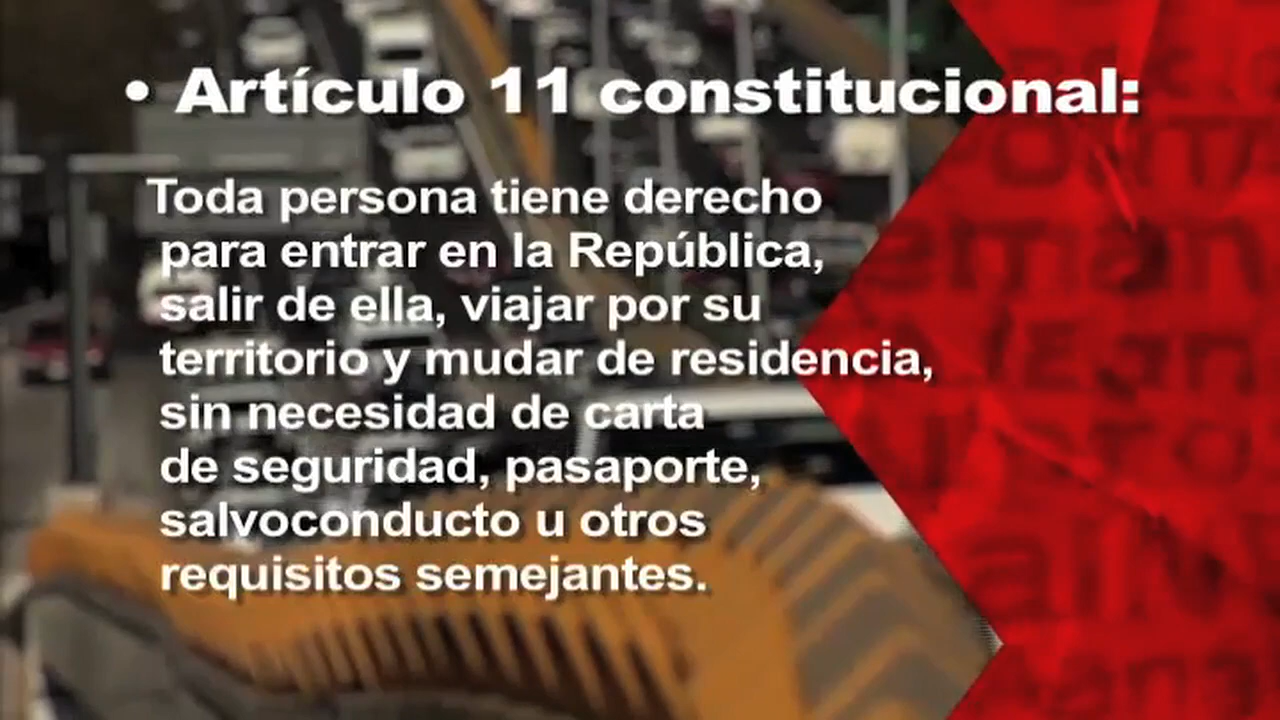 • Artículo 11 constitucional:
Toda persona tiene derecho
para entrar en la República,
salir de ella, viajar por su
territorio y mudar de residencia,
sin necesidad de carta
de seguridad, pasaporte,
salvoconducto u otros
requisitos semejantes.